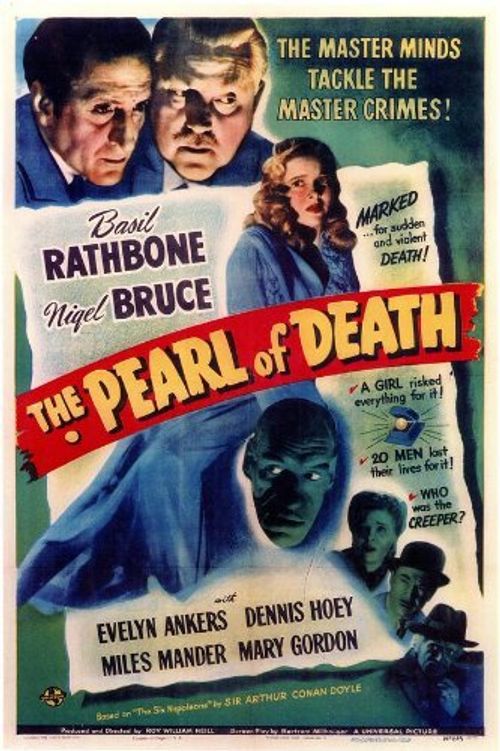 THE MASTER MINDS
TACKLE THE
MASTER CRIMES!
Basil
RATHBONE
Nigel BRUCE
MARKED
...for sudden
and violent
DEATH!
THE PEARL of DEATH
A GIRL risked
everything for it!
20 MEN lost
their lives for it!
WHO
was the
CREEPER?
with
EVELYN ANKERS DENNIS HOEY
MILES MANDER MARY GORDON
Based on "The Six Napoleons" by SIR ARTHUR CONAN DOYLE
Produced and Directed by ROY WILLIAM NEILL Screen Play by Bertram Millhauser A UNIVERSAL PICTURE